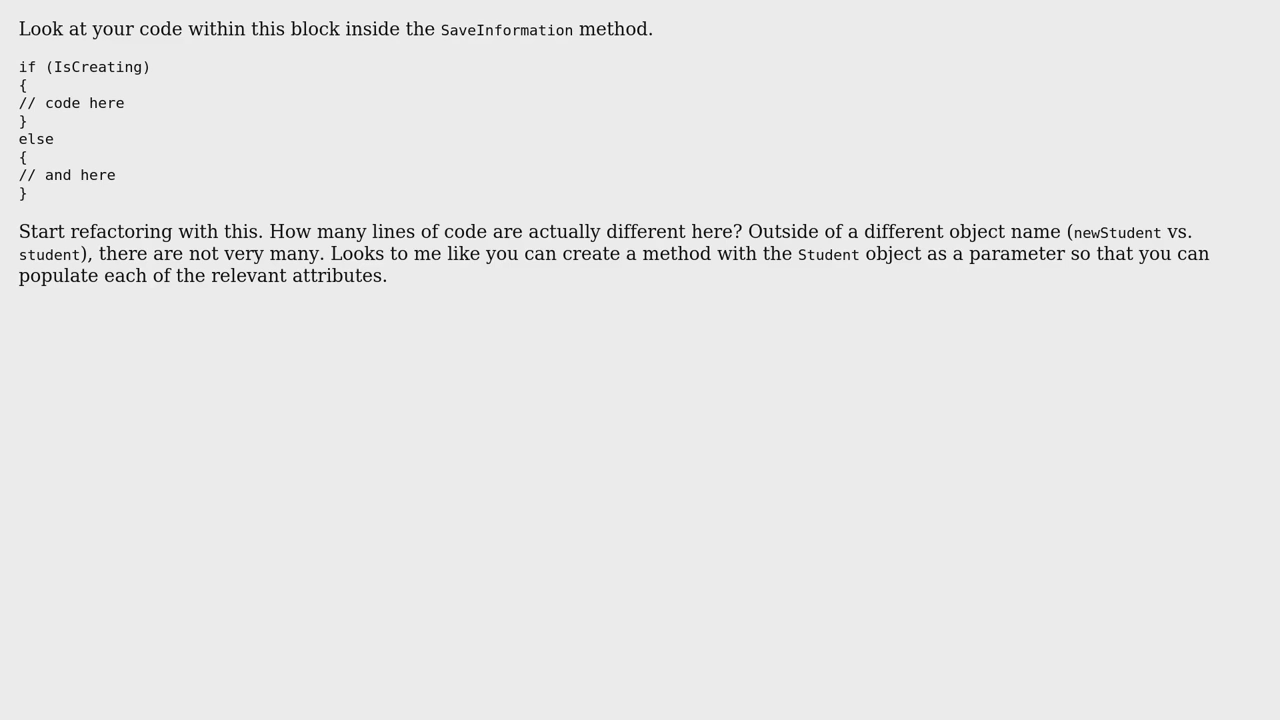 Look at your code within this block inside the SaveInformation method.
if (IsCreating)
{
// code here
}
else
{
// and here
}
Start refactoring with this. How many lines of code are actually different here? Outside of a different object name (newStudent vs.
student), there are not very many. Looks to me like you can create a method with the Student object as a parameter so that you can
populate each of the relevant attributes.